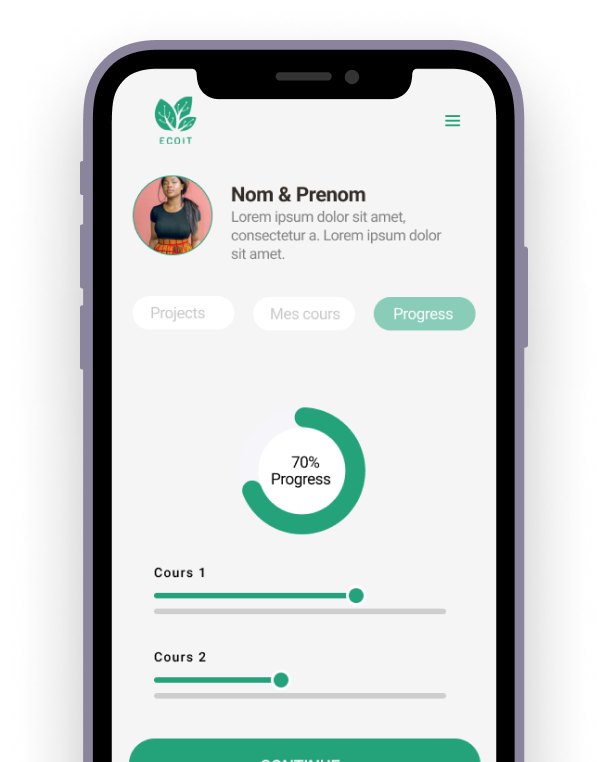 ECOIT
Nom & Prenom
Lorem ipsum dolor sit amet,
consectetur a. Lorem ipsum dolor
sit amet.
Projects
Mes cours
Progress
70%
Progress
Cours 1
Cours 2
CONTINUE